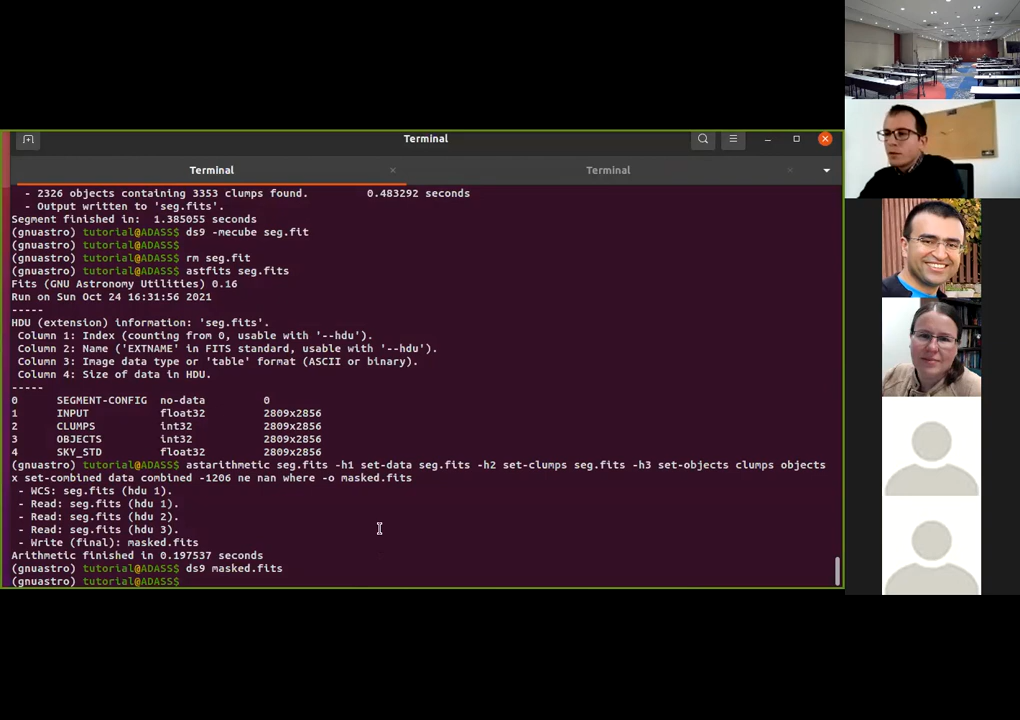 Terminal
Terminal
Terminal
- 2326 objects containing 3353 clumps found. 0.483292 seconds
- Output written to 'seg.fits'.
Segment finished in: 1.385055 seconds
(gnuastro) tutorial@ADASS$ ds9 -mecube seg.fit
(gnuastro) tutorial@ADASS$
(gnuastro) tutorial@ADASS$ rm seg.fit
(gnuastro) tutorial@ADASS$ astfits seg.fits
Fits (GNU Astronomy Utilities) 0.16
Run on Sun Oct 24 16:31:56 2021
-----
HDU (extension) information: 'seg.fits'.
Column 1: Index (counting from 0, usable with '--hdu').
Column 2: Name ('EXTNAME' in FITS standard, usable with '--hdu').
Column 3: Image data type or 'table' format (ASCII or binary).
Column 4: Size of data in HDU.
-----
0 SEGMENT-CONFIG no-data 0
1 INPUT float32 2809x2856
2 CLUMPS int32 2809x2856
3 OBJECTS int32 2809x2856
4 SKY_STD float32 2809x2856
(gnuastro) tutorial@ADASS$ astarithmetic seg.fits -h1 set-data seg.fits -h2 set-clumps seg.fits -h3 set-objects clumps objects
x set-combined data combined -1206 ne nan where -o masked.fits
- WCS: seg.fits (hdu 1).
- Read: seg.fits (hdu 1).
- Read: seg.fits (hdu 2).
- Read: seg.fits (hdu 3).
- Write (final): masked.fits
Arithmetic finished in 0.197537 seconds
(gnuastro) tutorial@ADASS$ ds9 masked.fits
(gnuastro) tutorial@ADASS$